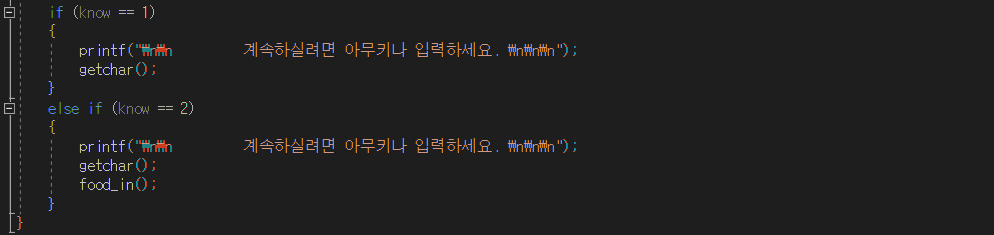 if (know == 1)
{
printf("₩n₩n 계속하실려면 아무키나 입력하세요. ₩n₩n₩n");
getchar();
}
else if (know == 2)
{
printf("₩n₩n 계속하실려면 아무키나 입력하세요. ₩n₩n₩n");
getchar();
food_in();
}
}